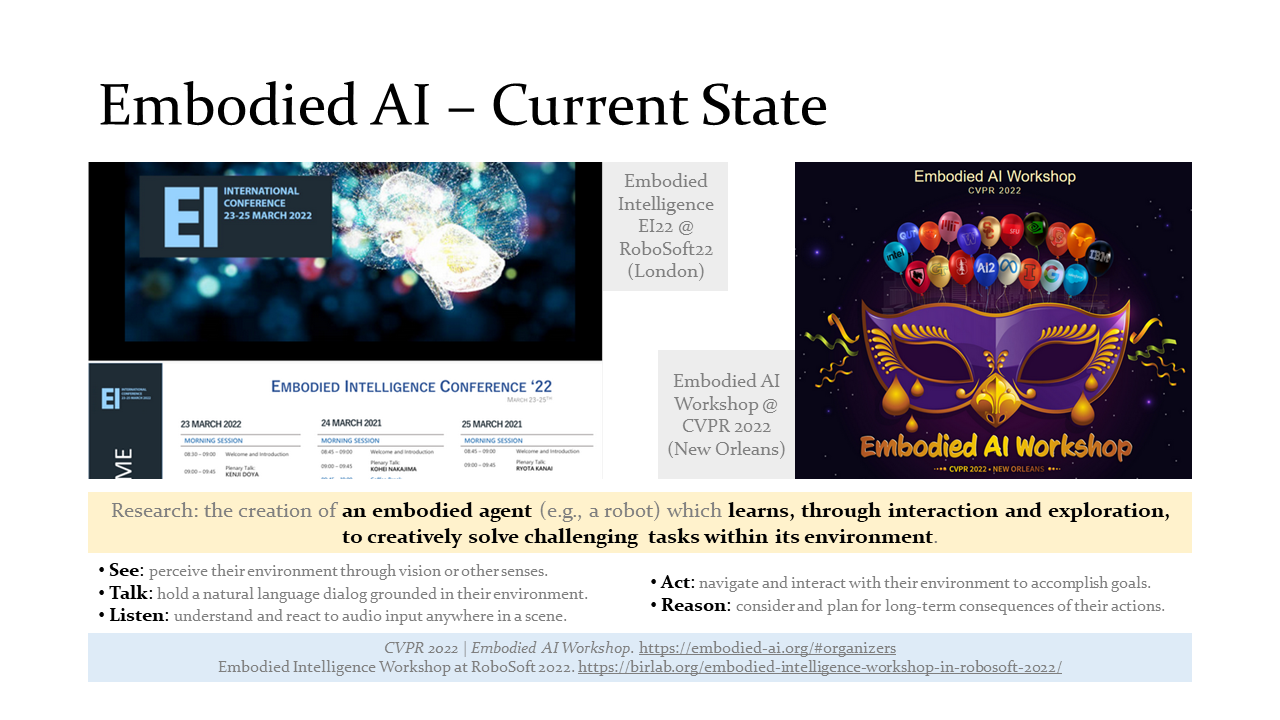 Embodied AI – Current State
EI
INTERNATIONAL
CONFERENCE
23-25 MARCH 2022
EI
ME
EMBODIED INTELLIGENCE CONFERENCE ‘22
MARCH 23-25TH
23 MARCH 2022
MORNING SESSION
08:30 – 09:00 Welcome and Introduction
09:00 – 09:45 Plenary Talk:
KENJI DOYA
24 MARCH 2021
MORNING SESSION
08:45 – 09:00 Welcome and Introduction
09:00 – 09:45 Plenary Talk:
KOHEI NAKAJIMA
25 MARCH 2021
MORNING SESSION
08:45 – 09:00 Welcome and Introduction
09:00 – 09:45 Plenary Talk:
RYOTA KANAI
Embodied
Intelligence
EI22 @
RoboSoft22
(London)
Embodied AI
Workshop @
CVPR 2022
(New Orleans)
Embodied AI Workshop
CVPR 2022
MIT
SFU
intel
AI2
IBM
G
Embodied AI Workshop
CVPR 2022 • NEW ORLEANS
Research: the creation of an embodied agent (e.g., a robot) which learns, through interaction and exploration,
to creatively solve challenging tasks within its environment.
• See: perceive their environment through vision or other senses.
• Talk: hold a natural language dialog grounded in their environment.
• Listen: understand and react to audio input anywhere in a scene.
• Act: navigate and interact with their environment to accomplish goals.
• Reason: consider and plan for long-term consequences of their actions.
CVPR 2022 | Embodied AI Workshop. https://embodied-ai.org/#organizers
Embodied Intelligence Workshop at RoboSoft 2022. https://birlab.org/embodied-intelligence-workshop-in-robosoft-2022/